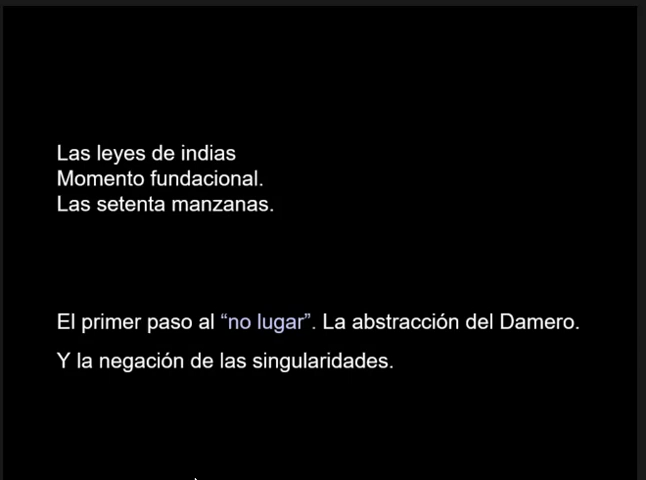 Las leyes de indias
Momento fundacional.
Las setenta manzanas.
El primer paso al “no lugar”. La abstracción del Damero.
Y la negación de las singularidades.